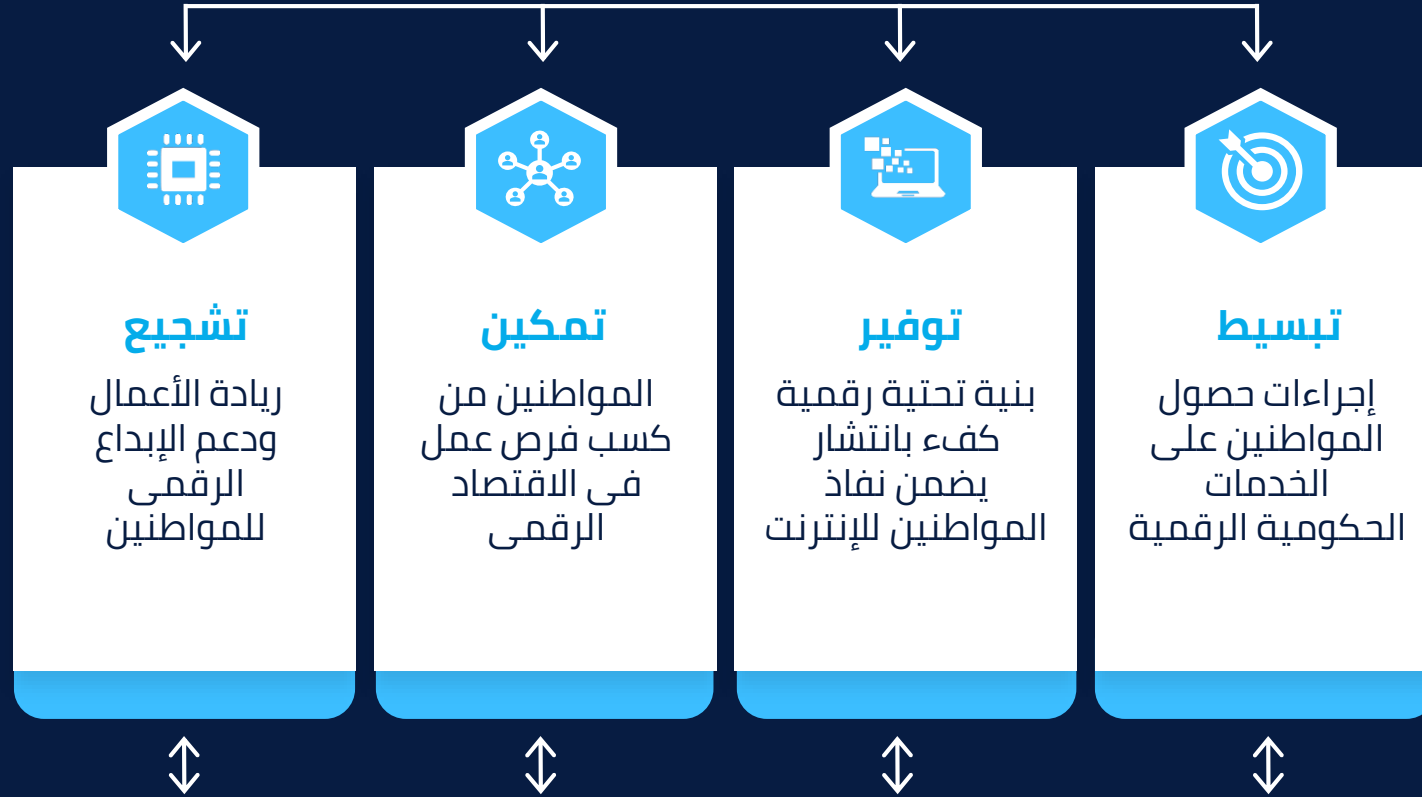 تبسيط
إجراءات حصول
المواطنين على
الخدمات
الحكومية الرقمية
توفير
بنية تحتية رقمية
كفء بانتشار
يضمن نفاذ
المواطنين للإنترنت
تمكين
المواطنين من
كسب فرص عمل
فى الاقتصاد
الرقمى
تشجيع
ريادة الأعمال
ودعم الإبداع
الرقمى
للمواطنين